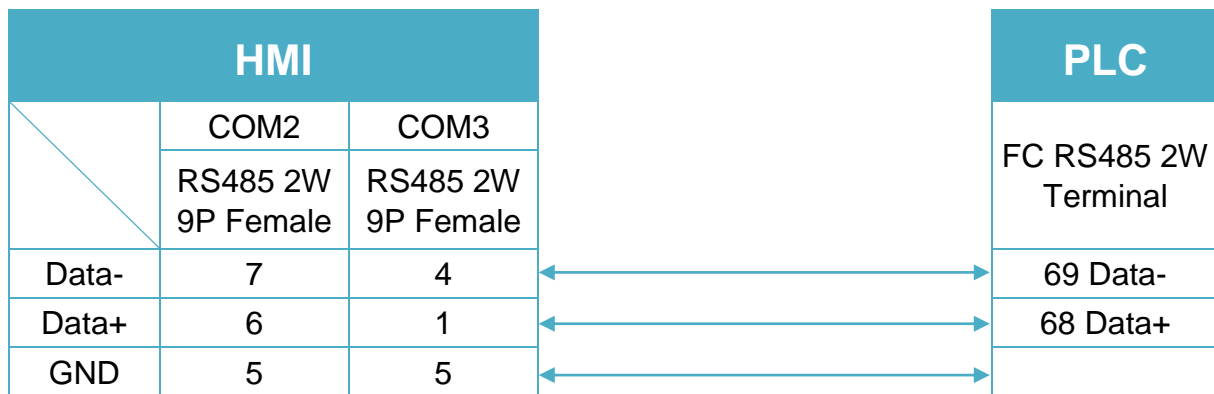 HMI
PLC
COM2 COM3
RS485 2W
9P Female
RS485 2W
9P Female
FC RS485 2W
Terminal
Data- 7 4 69 Data-
Data+ 6 1 68 Data+
GND 5 5